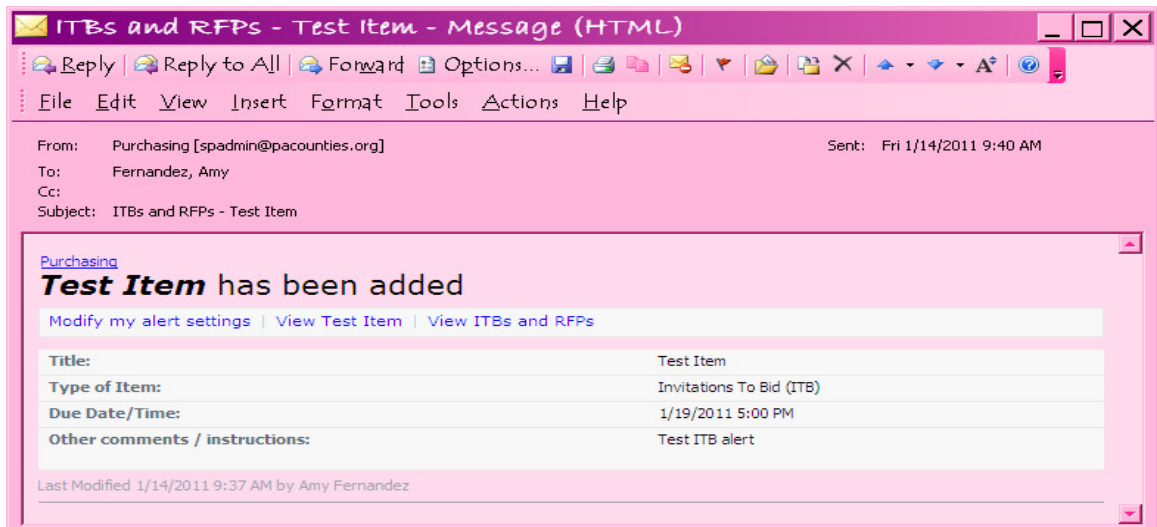 ITBs and RFPs - Test Item - Message (HTML)
Reply | Reply to All | Forward Options... 
File Edit View Insert Format Tools Actions Help
From: Purchasing [spadmin@pacounties.org] Sent: Fri 1/14/2011 9:40 AM
To: Fernandez, Amy
Cc:
Subject: ITBs and RFPs - Test Item
Purchasing
Test Item has been added
Modify my alert settings | View Test Item | View ITBs and RFPs
Title: Test Item
Type of Item: Invitations To Bid (ITB)
Due Date/Time: 1/19/2011 5:00 PM
Other comments / instructions: Test ITB alert
Last Modified 1/14/2011 9:37 AM by Amy Fernandez